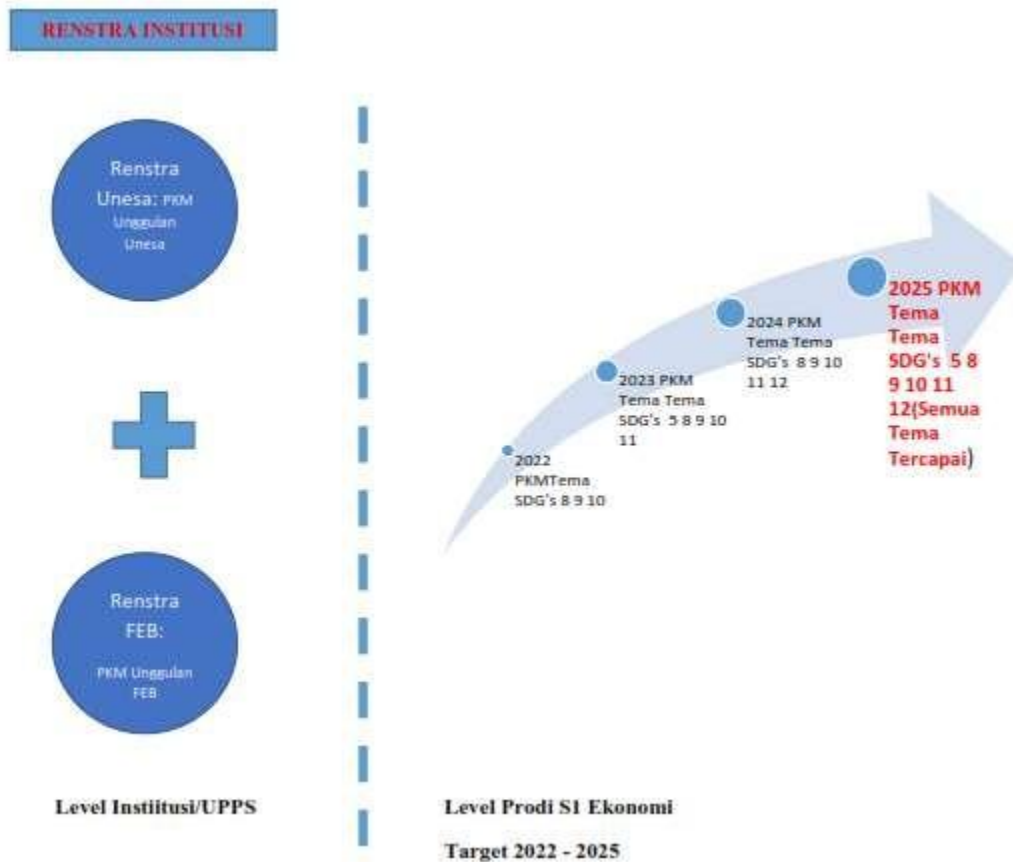 RENSTRA INSTITUSI
Renstra
Unesa: PKM
Unggulan
Unesa
Renstra
FEB:
PKM Unggulan
FEB
Level Instiitusi/UPPS
2022
PKMTema
SDG's 8 9 10
2023 PKM
Tema Tema
SDG's 5 8 9 10
11
2024 PKM
Tema Tema
SDG's 8 9 10
11 12
2025 PKM
Tema
Tema
SDG's 5 8
9 10 11
12(Semua
Tema
Tercapai)
Level Prodi S1 Ekonomi
Target 2022 - 2025